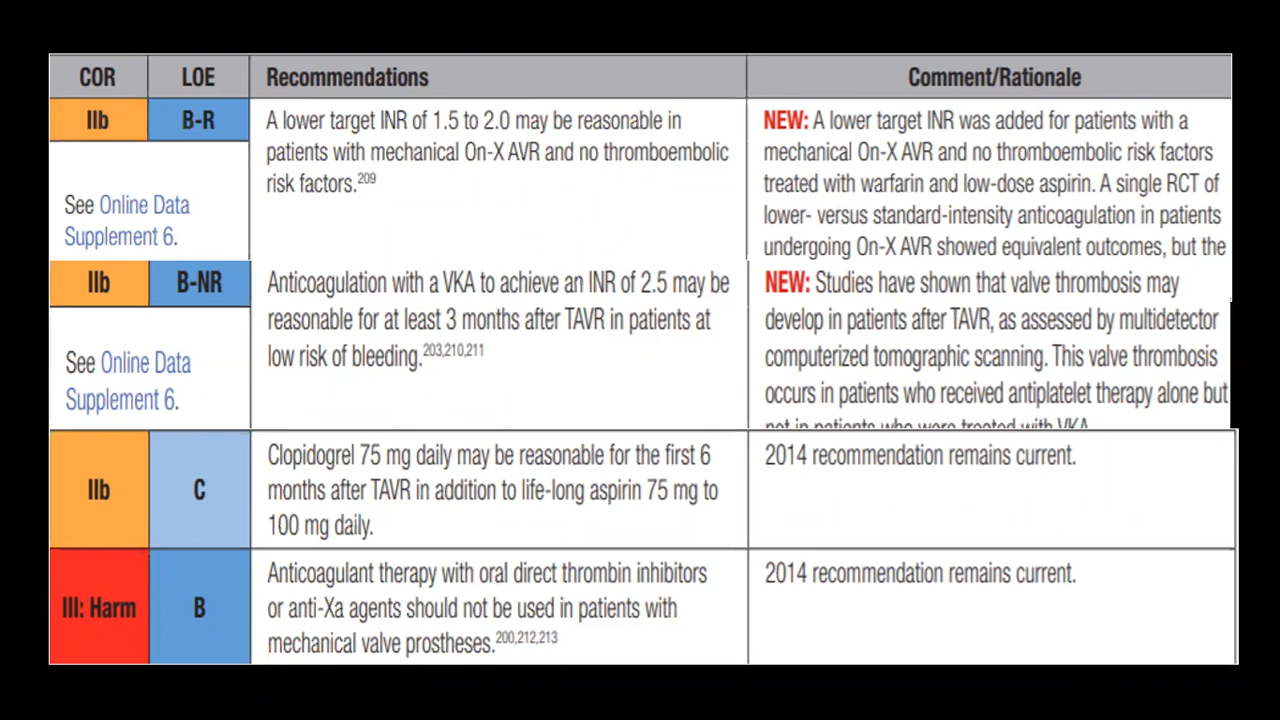 COR LOE Recommendations Comment/Rationale
IIb B-R
See Online Data
Supplement 6.
A lower target INR of 1.5 to 2.0 may be reasonable in
patients with mechanical On-X AVR and no thromboembolic
risk factors.209
NEW: A lower target INR was added for patients with a
mechanical On-X AVR and no thromboembolic risk factors
treated with warfarin and low-dose aspirin. A single RCT of
lower- versus standard-intensity anticoagulation in patients
undergoing On-X AVR showed equivalent outcomes, but the
IIb B-NR
See Online Data
Supplement 6.
Anticoagulation with a VKA to achieve an INR of 2.5 may be
reasonable for at least 3 months after TAVR in patients at
low risk of bleeding.203,210,211
NEW: Studies have shown that valve thrombosis may
develop in patients after TAVR, as assessed by multidetector
computerized tomographic scanning. This valve thrombosis
occurs in patients who received antiplatelet therapy alone but
not in patients who were treated with VKA
IIb C
Clopidogrel 75 mg daily may be reasonable for the first 6
months after TAVR in addition to life-long aspirin 75 mg to
100 mg daily.
2014 recommendation remains current.
III: Harm B
Anticoagulant therapy with oral direct thrombin inhibitors
or anti-Xa agents should not be used in patients with
mechanical valve prostheses.200,212,213
2014 recommendation remains current.